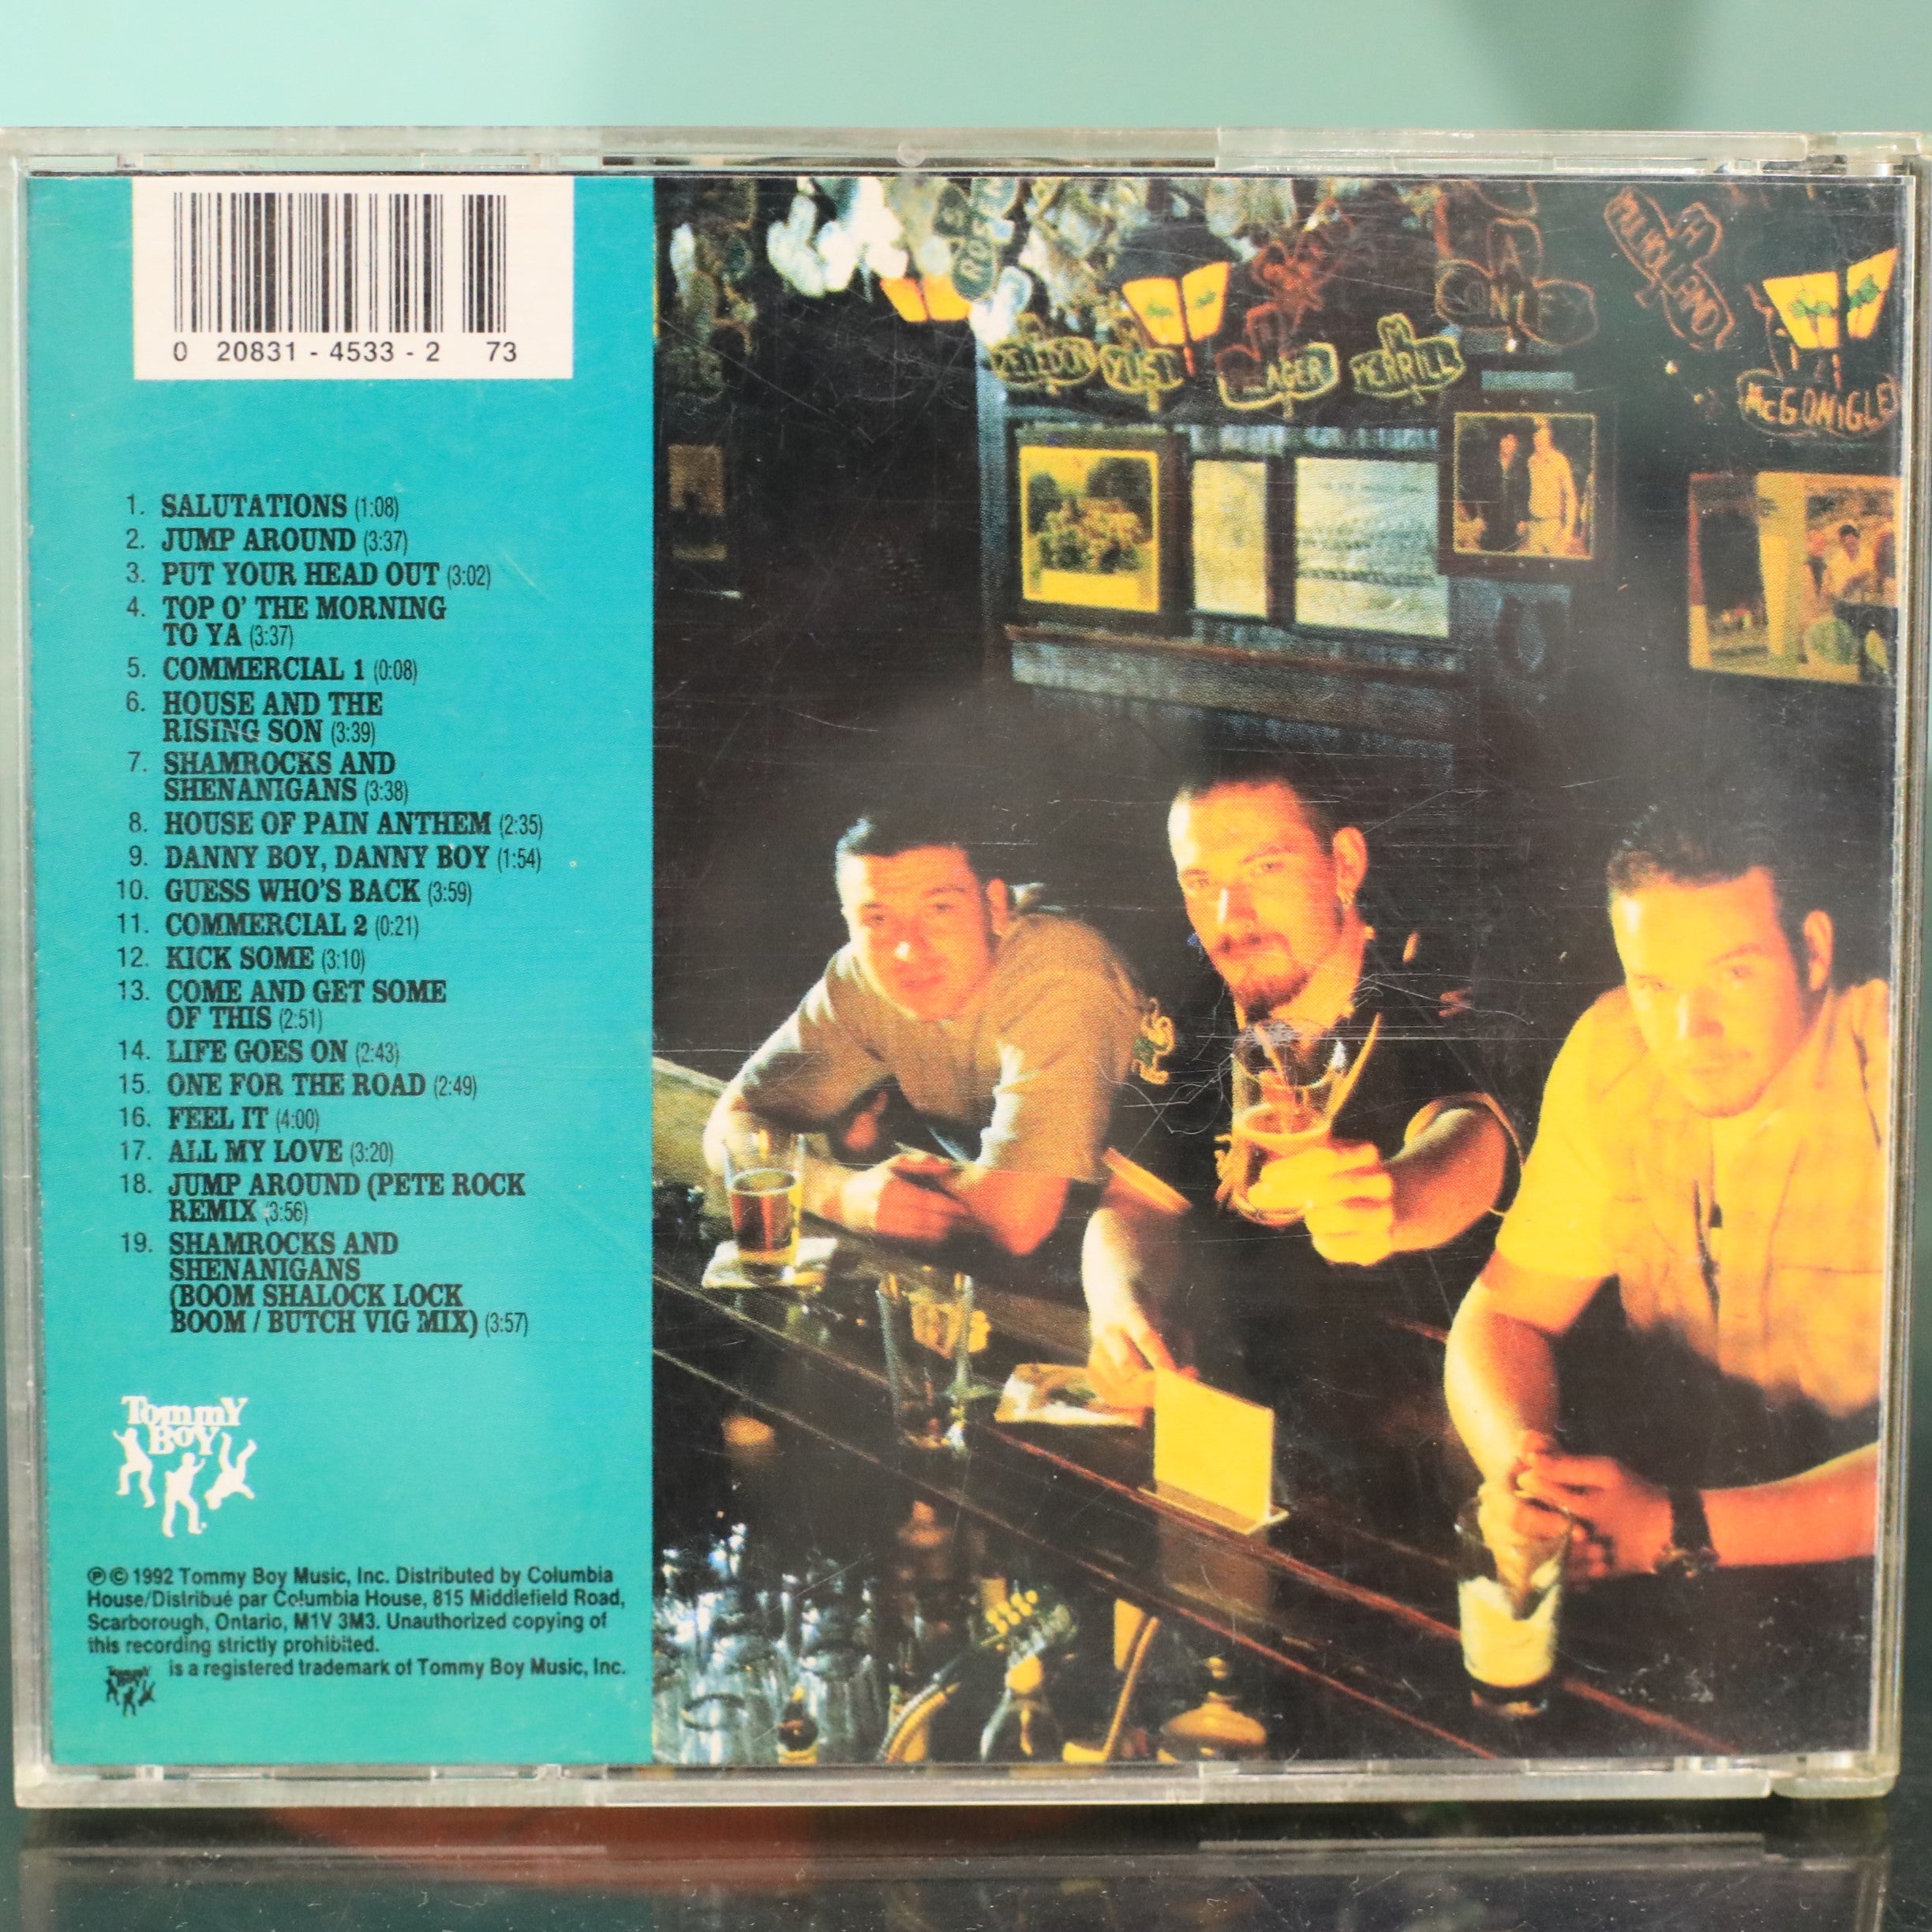 0 20831 - 4533 - 2 73
1. SALUTATIONS (1:08)
2. JUMP AROUND (3:37)
3. PUT YOUR HEAD OUT (3:02)
4. TOP O' THE MORNING
TO YA (3:37)
5. COMMERCIAL 1 (0:08)
6. HOUSE AND THE
RISING SON (3:39)
7. SHAMROCKS AND
SHENANIGANS (3:38)
8. HOUSE OF PAIN ANTHEM (2:35)
9. DANNY BOY, DANNY BOY (1:54)
10. GUESS WHO'S BACK (3:59)
11. COMMERCIAL 2 (0:21)
12. KICK SOME (3:10)
13. COME AND GET SOME
OF THIS (2:51)
14. LIFE GOES ON (2:43)
15. ONE FOR THE ROAD (2:49)
16. FEEL IT (4:00)
17. ALL MY LOVE (3:20)
18. JUMP AROUND (PETE ROCK
REMIX (3:56)
19. SHAMROCKS AND
SHENANIGANS
(BOOM SHALOCK LOCK
BOOM / BUTCH VIG MIX) (3:57)
TommY
BoY
℗ © 1992 Tommy Boy Music, Inc. Distributed by Columbia
House/Distribué par Columbia House, 815 Middlefield Road,
Scarborough, Ontario, M1V 3M3. Unauthorized copying of
this recording strictly prohibited.
TommY
BoY
is a registered trademark of Tommy Boy Music, Inc.
MULHOLLAND
H
M
MERRILL
McGONIGLE